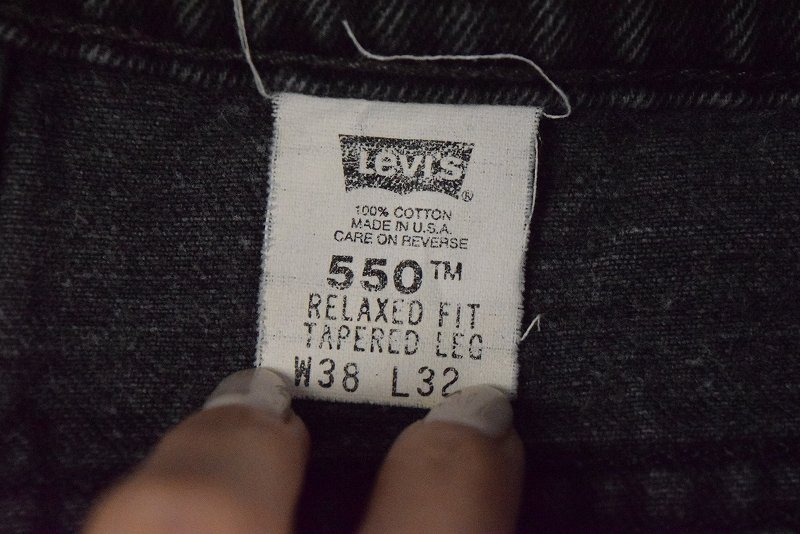 Levi's®
100% COTTON
MADE IN U.S.A.
CARE ON REVERSE
550™
RELAXED FIT
TAPERED LEG
W38 L32